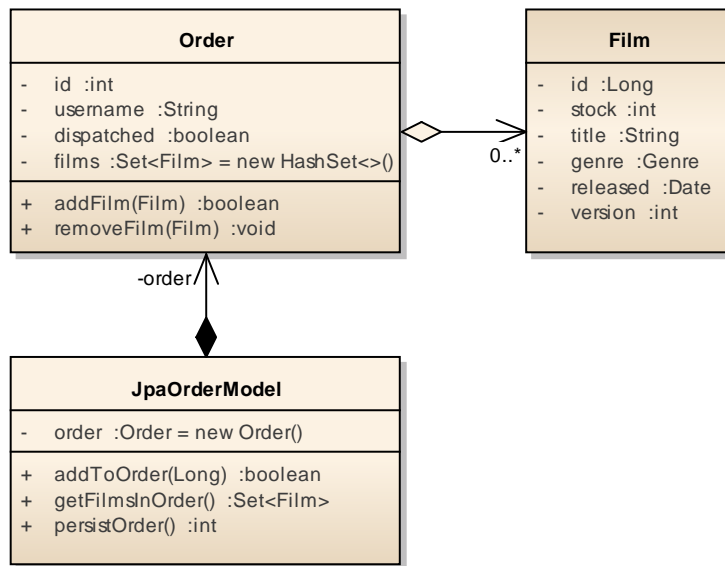 Order
- id :int
- username :String
- dispatched :boolean
- films :Set<Film> = new HashSet<>()
+ addFilm(Film) :boolean
+ removeFilm(Film) :void
Film
- id :Long
- stock :int
- title :String
- genre :Genre
- released :Date
- version :int
0..*
-order
JpaOrderModel
- order :Order = new Order()
+ addToOrder(Long) :boolean
+ getFilmsInOrder() :Set<Film>
+ persistOrder() :int